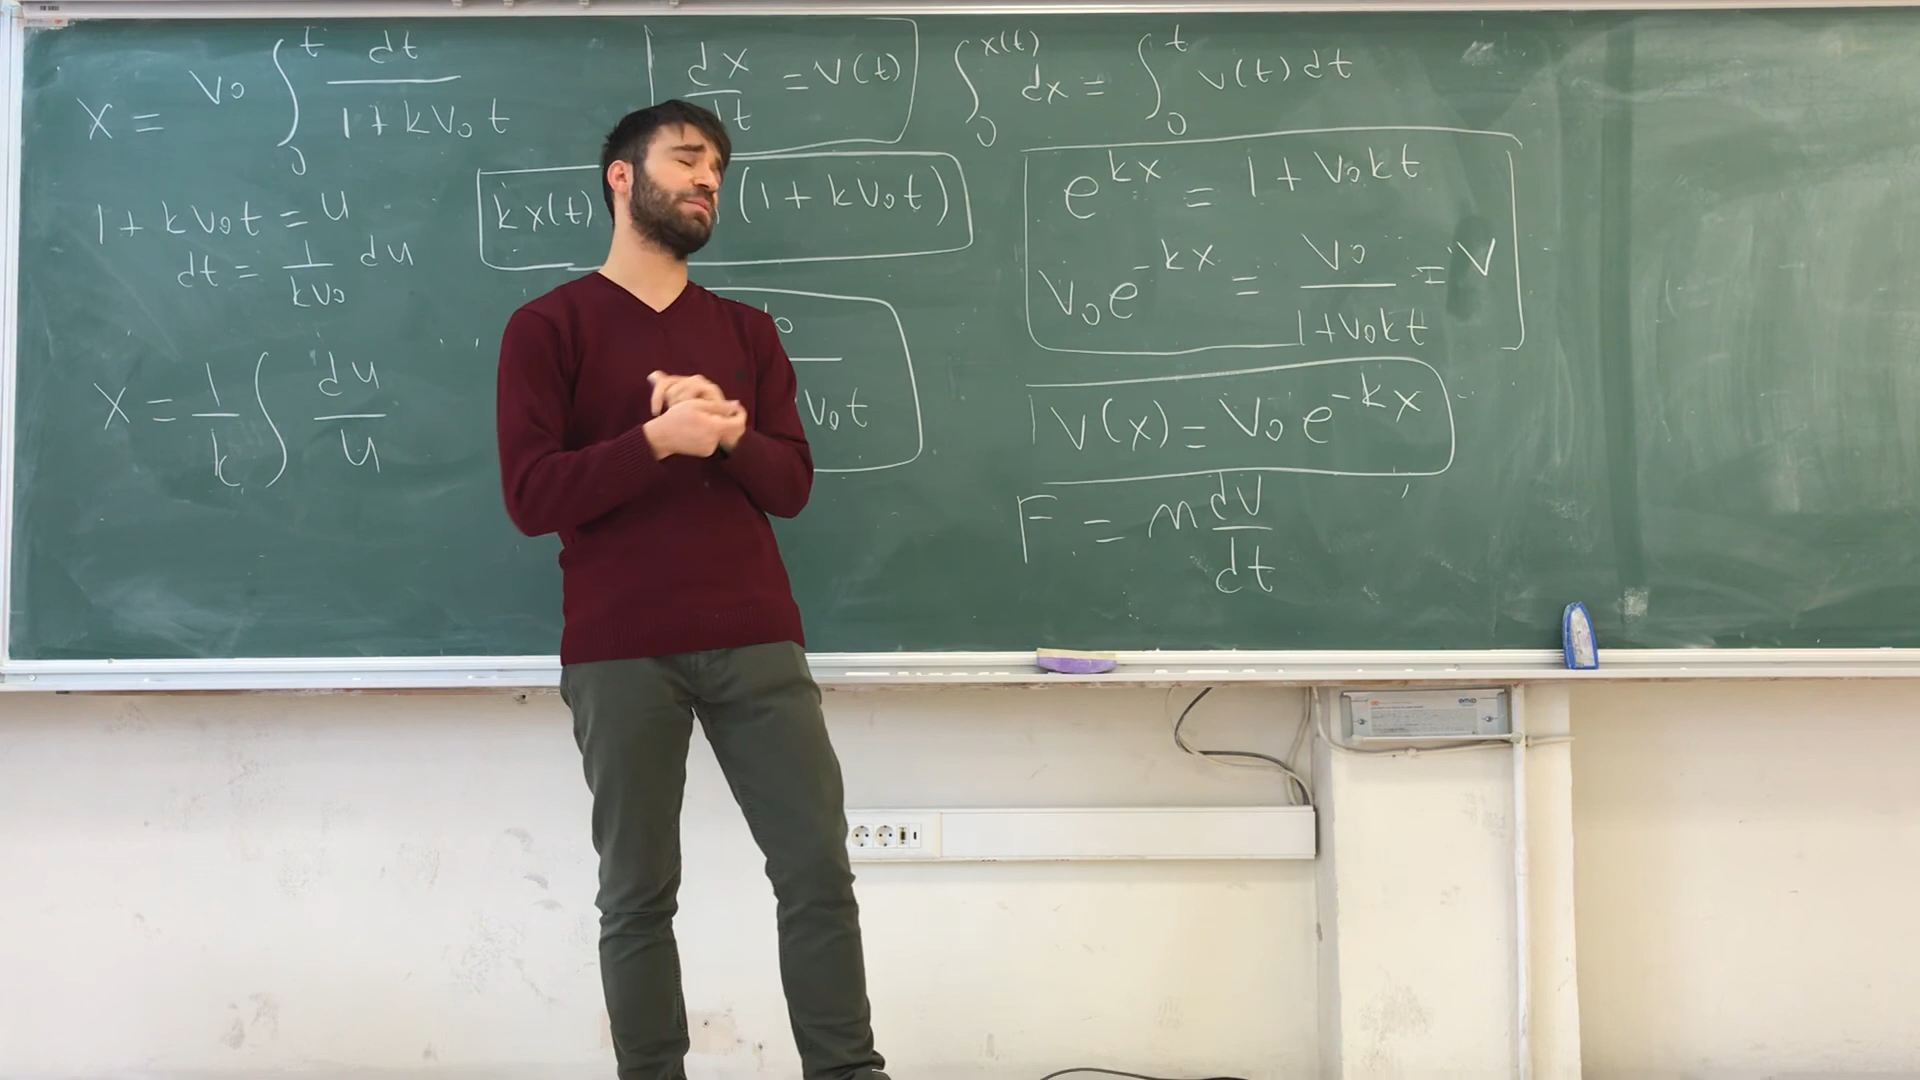 x = v₀ ∫₀ᵗ dt / (1 + kv₀t)
1 + kv₀t = u
dt = 1/(kv₀) du
x = 1/k ∫ du/u
dx/dt = v(t)
kx(t) (1 + kv₀t)
v₀t
∫₀ˣ⁽ᵗ⁾ dx = ∫₀ᵗ v(t) dt
e^{kx} = 1 + v₀kt
v₀e^{-kx} = v₀ / (1+v₀kt) = v
v(x) = v₀e^{-kx}
F = m dv/dt